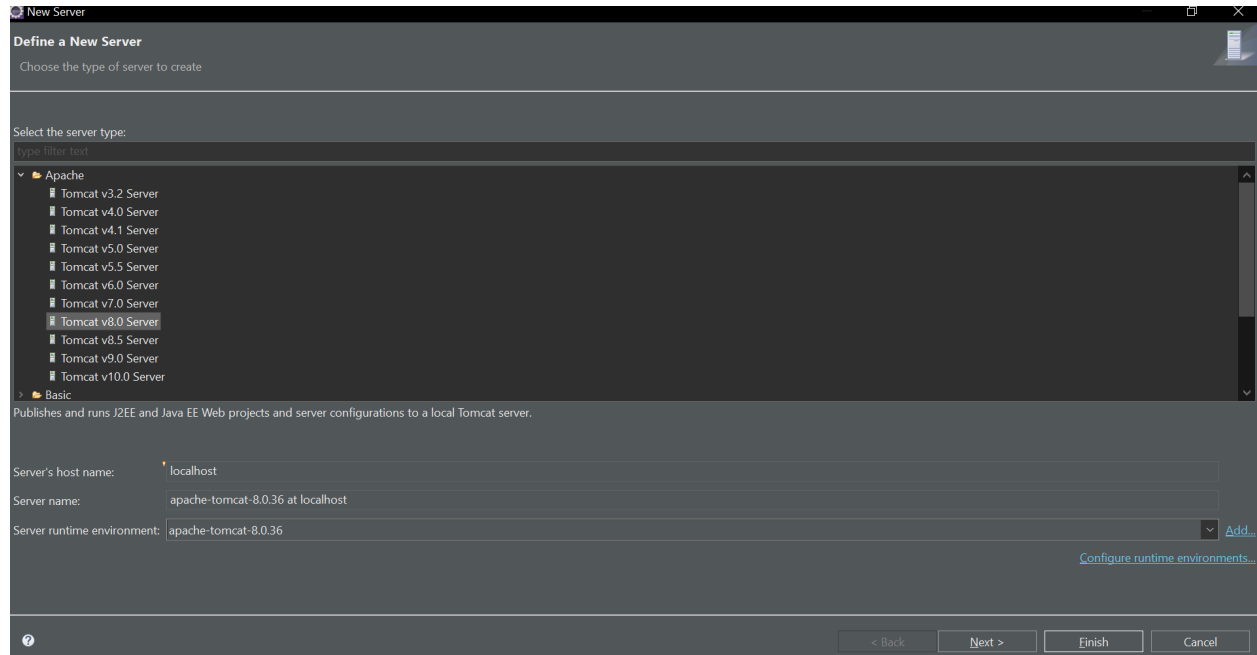 New Server
Define a New Server
Choose the type of server to create
Select the server type:
type filter text
Apache
Tomcat v3.2 Server
Tomcat v4.0 Server
Tomcat v4.1 Server
Tomcat v5.0 Server
Tomcat v5.5 Server
Tomcat v6.0 Server
Tomcat v7.0 Server
Tomcat v8.0 Server
Tomcat v8.5 Server
Tomcat v9.0 Server
Tomcat v10.0 Server
Basic
Publishes and runs J2EE and Java EE Web projects and server configurations to a local Tomcat server.
Server's host name: localhost
Server name: apache-tomcat-8.0.36 at localhost
Server runtime environment: apache-tomcat-8.0.36 Add...
Configure runtime environments...
? < Back Next > Finish Cancel